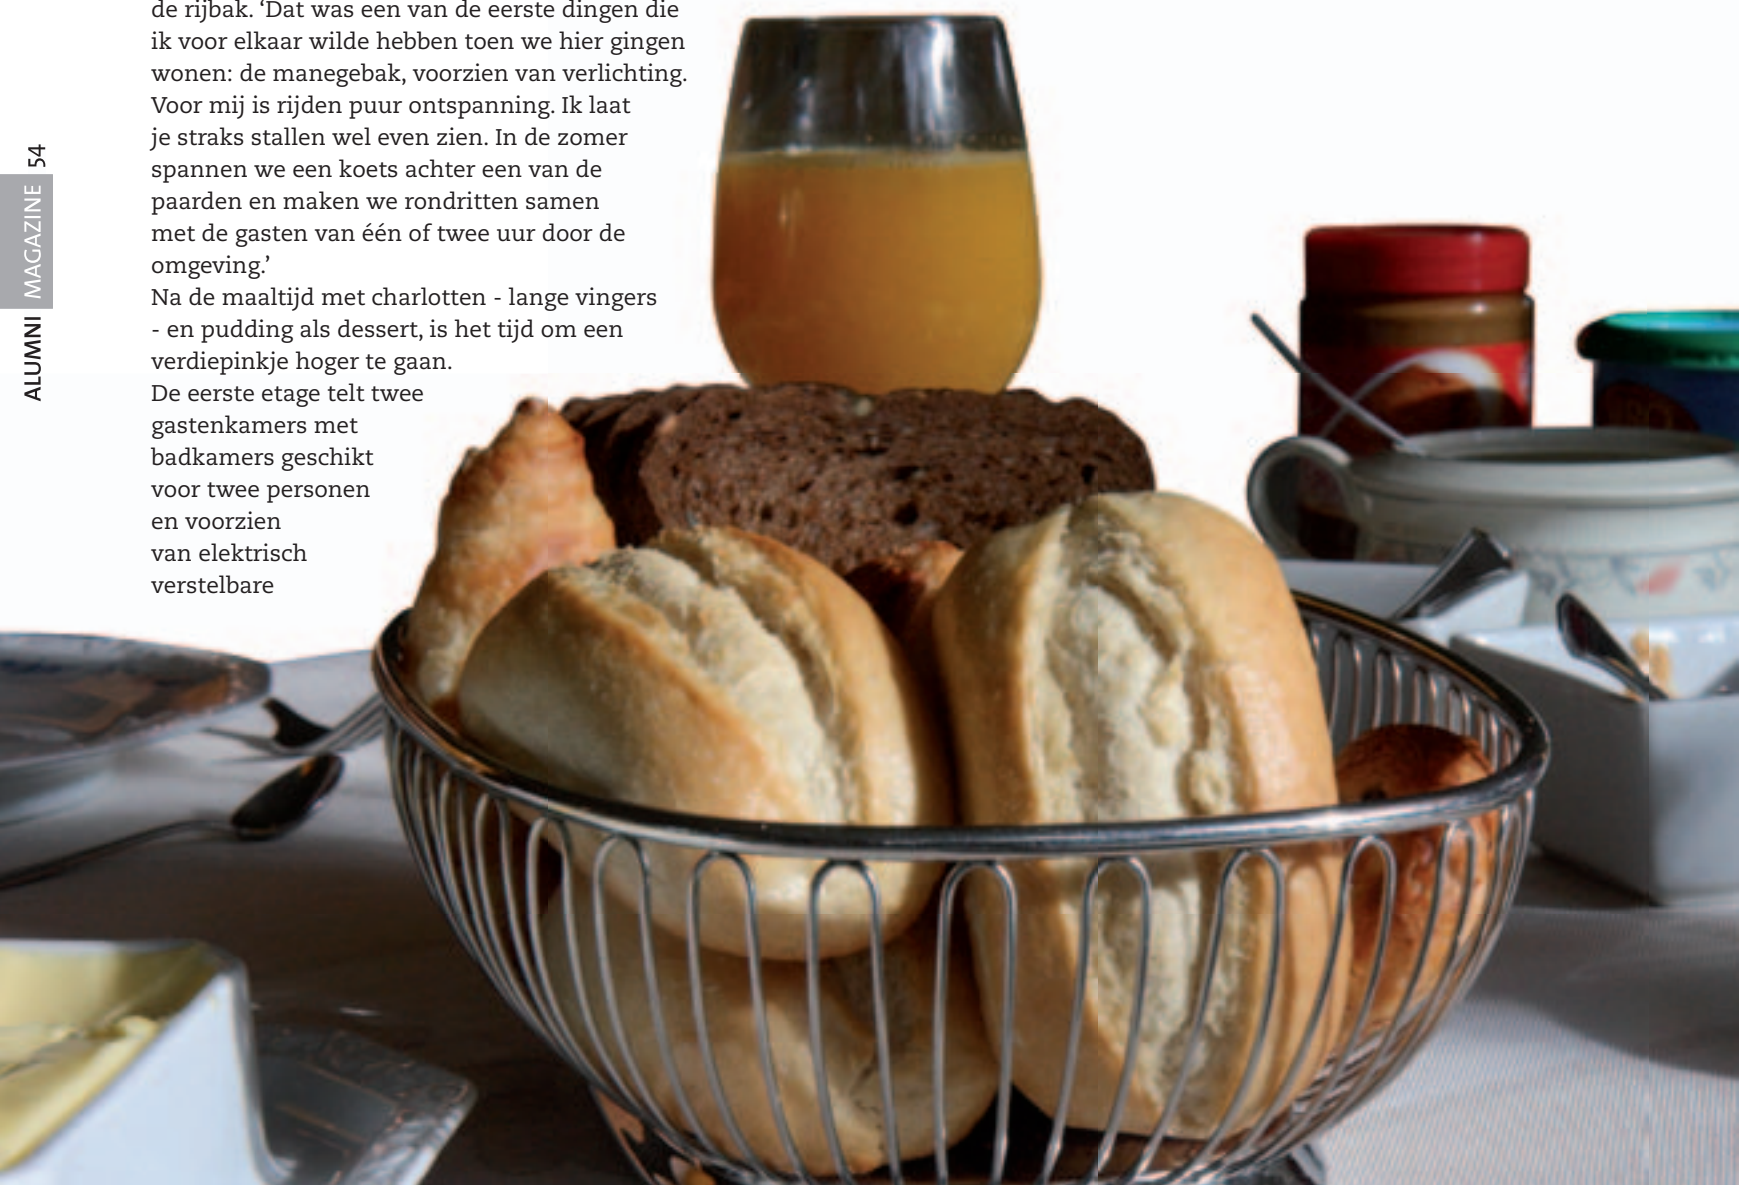 de rijbak. ‘Dat was een van de eerste dingen die
ik voor elkaar wilde hebben toen we hier gingen
wonen: de manegebak, voorzien van verlichting.
Voor mij is rijden puur ontspanning. Ik laat
je straks stallen wel even zien. In de zomer
spannen we een koets achter een van de
paarden en maken we rondritten samen
met de gasten van één of twee uur door de
omgeving.’
Na de maaltijd met charlotten - lange vingers
- en pudding als dessert, is het tijd om een
verdiepinkje hoger te gaan.
De eerste etage telt twee
gastenkamers met
badkamers geschikt
voor twee personen
en voorzien
van elektrisch
verstelbare
ALUMNI MAGAZINE 54